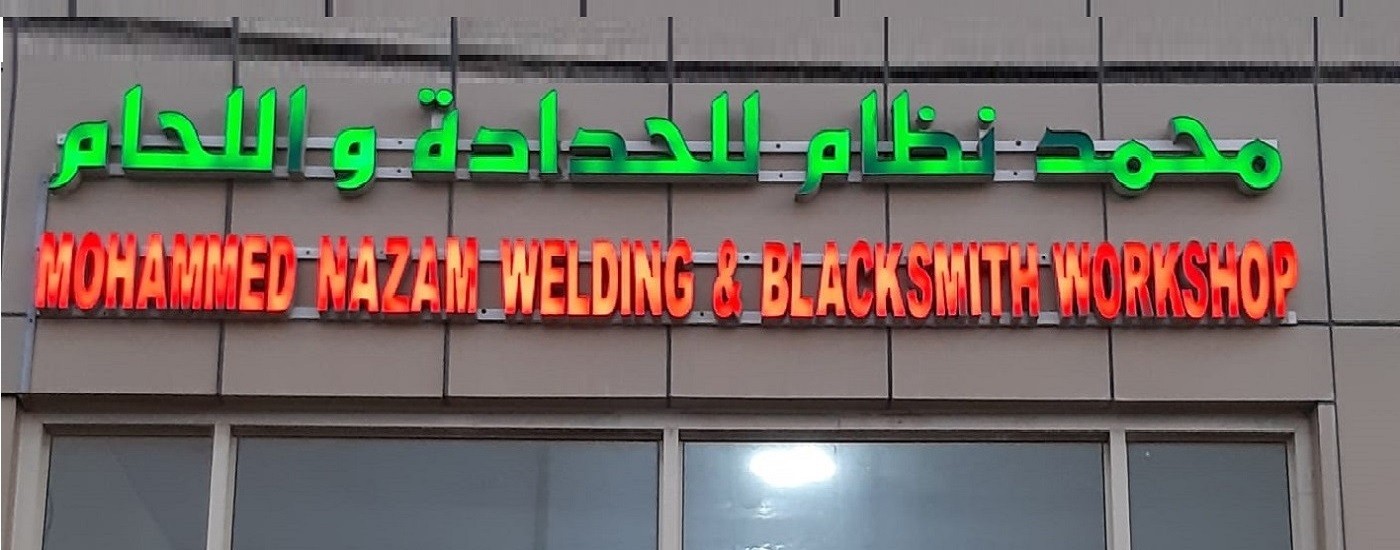 محمد نظام للحدادة و اللحام
MOHAMMED NAZAM WELDING & BLACKSMITH WORKSHOP